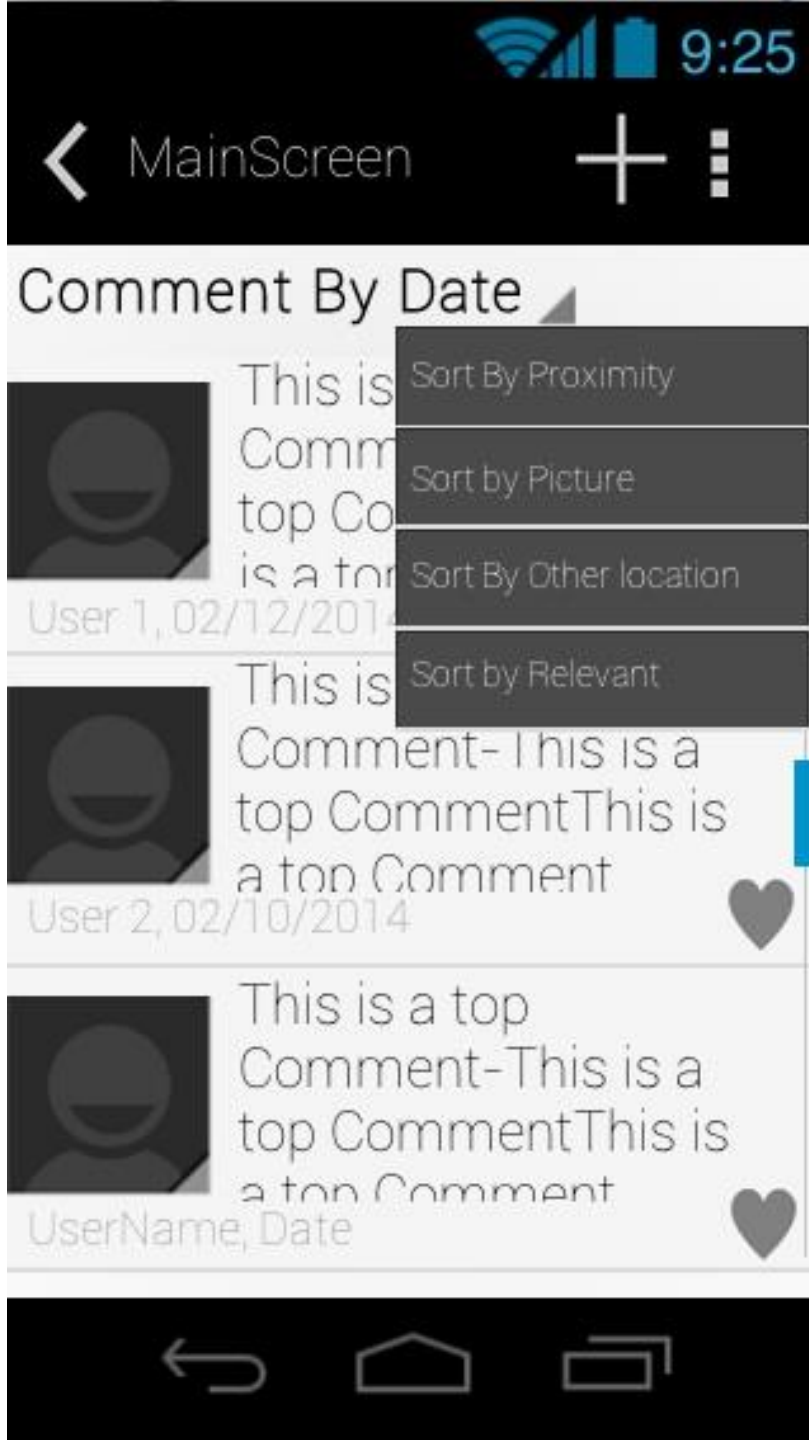 9:25
MainScreen
Comment By Date
Sort By Proximity
Sort by Picture
Sort By Other location
Sort by Relevant
This is
Comm
top Co
is a top
User 1, 02/12/2014
This is
Comment-This is a
top CommentThis is
a top Comment
User 2, 02/10/2014
This is a top
Comment-This is a
top CommentThis is
a top Comment
UserName, Date